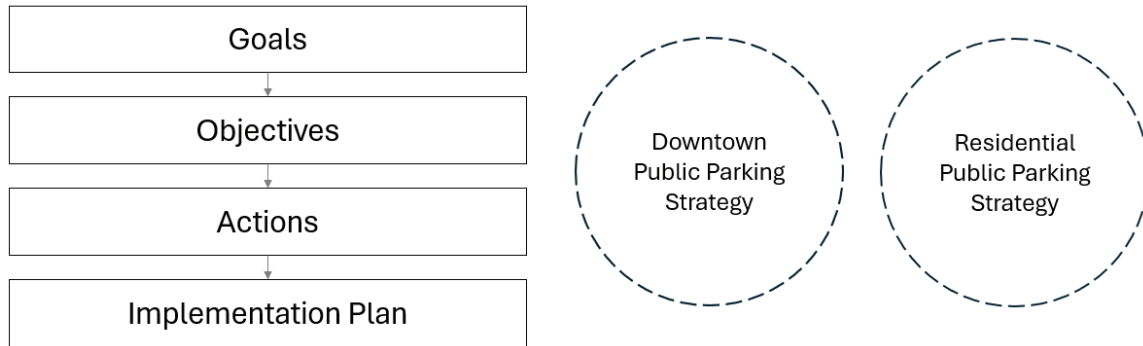 Goals
Objectives
Actions
Implementation Plan
Downtown
Public Parking
Strategy
Residential
Public Parking
Strategy